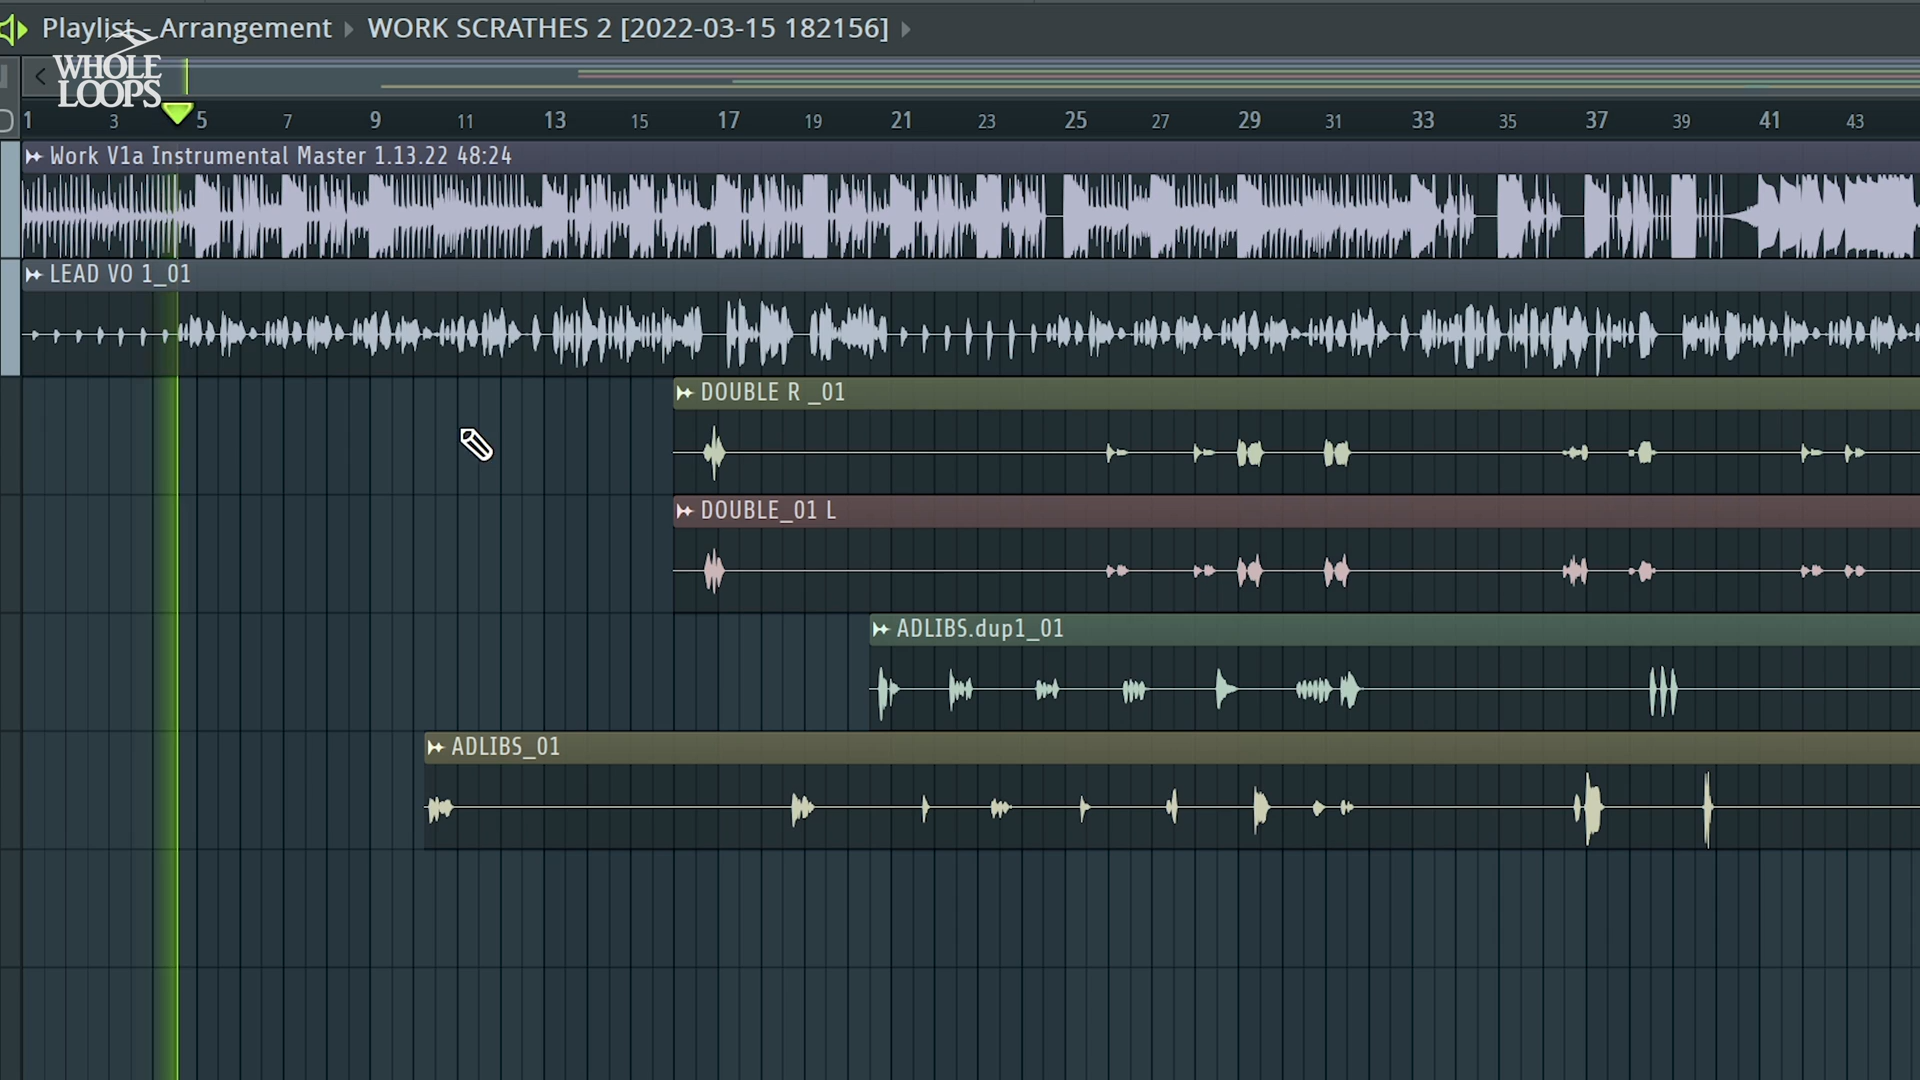 Playlist - Arrangement WORK SCRATHES 2 [2022-03-15 182156]
WHOLE
LOOPS
1 3 5 7 9 11 13 15 17 19 21 23 25 27 29 31 33 35 37 39 41 43
Work V1a Instrumental Master 1.13.22 48:24
LEAD VO 1_01
DOUBLE R _01
DOUBLE_01 L
ADLIBS.dup1_01
ADLIBS_01